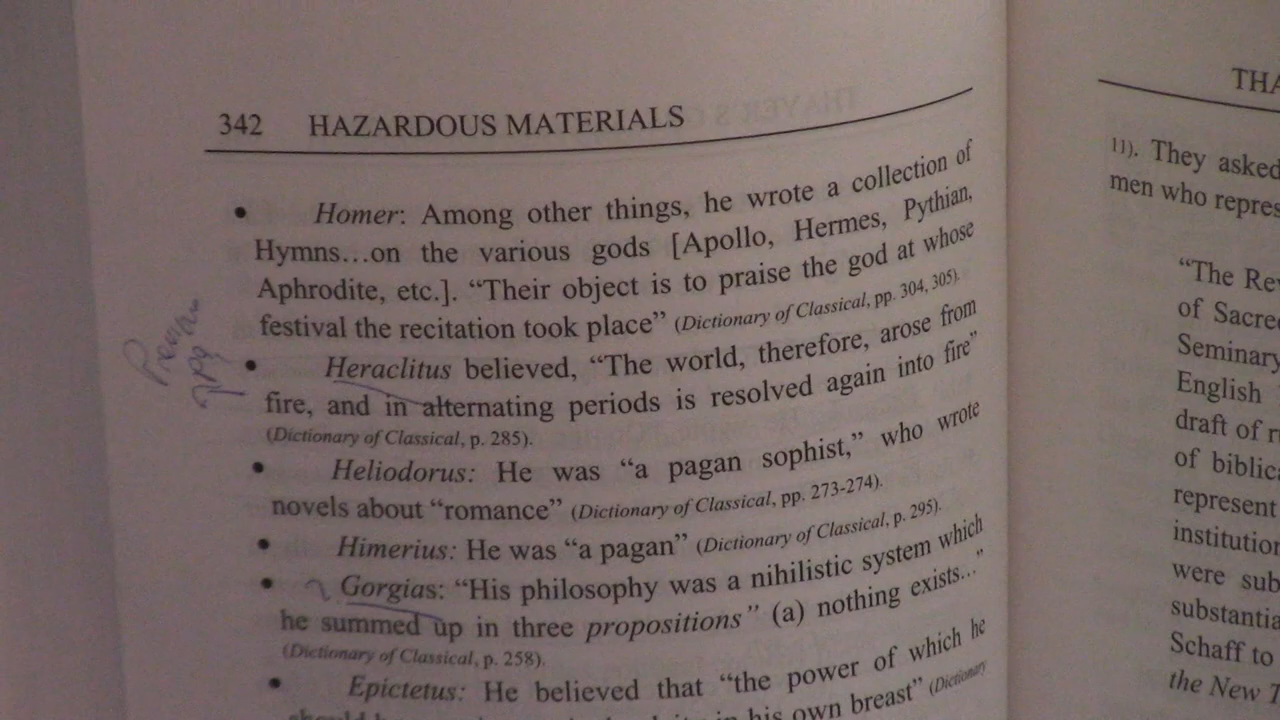 342 HAZARDOUS MATERIALS
• Homer: Among other things, he wrote a collection of
Hymns…on the various gods [Apollo, Hermes, Pythian,
Aphrodite, etc.]. “Their object is to praise the god at whose
festival the recitation took place” (Dictionary of Classical, pp. 304, 305).
• Heraclitus believed, “The world, therefore, arose from
fire, and in alternating periods is resolved again into fire”
(Dictionary of Classical, p. 285).
• Heliodorus: He was “a pagan sophist,” who wrote
novels about “romance” (Dictionary of Classical, pp. 273-274).
• Himerius: He was “a pagan” (Dictionary of Classical, p. 295).
• Gorgias: “His philosophy was a nihilistic system which
he summed up in three propositions” (a) nothing exists…”
(Dictionary of Classical, p. 258).
• Epictetus: He believed that “the power of which he
in his own breast” (Dictionary
THA
11). They asked
men who repres
“The Rev
of Sacre
Seminary
English
draft of r
of biblic
represent
institution
were sub
substantia
Schaff to
the New T